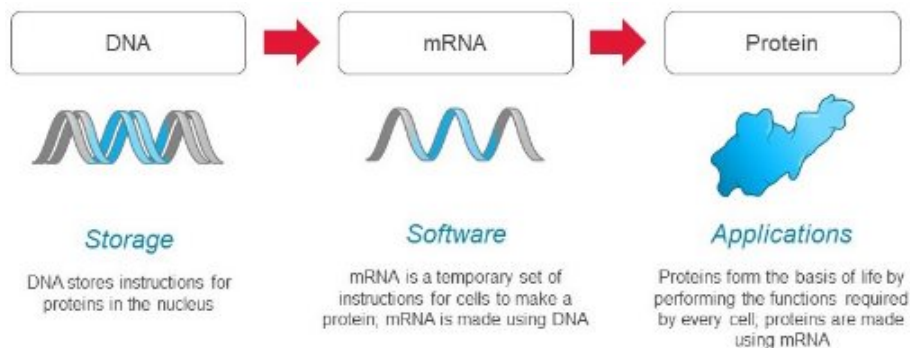 DNA
mRNA
Protein
Storage
Software
Applications
DNA stores instructions for
proteins in the nucleus
mRNA is a temporary set of
instructions for cells to make a
protein; mRNA is made using DNA
Proteins form the basis of life by
performing the functions required
by every cell; proteins are made
using mRNA